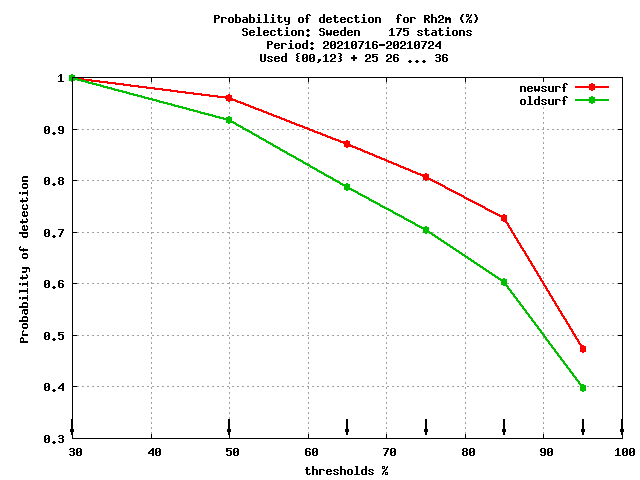 Probability of detection  for Rh2m (%)
Selection: Sweden    175 stations
Period: 20210716-20210724
Used {00,12} + 25 26 ... 36
newsurf
oldsurf
Probability of detection
1
0.9
0.8
0.7
0.6
0.5
0.4
0.3
30 40 50 60 70 80 90 100
thresholds %